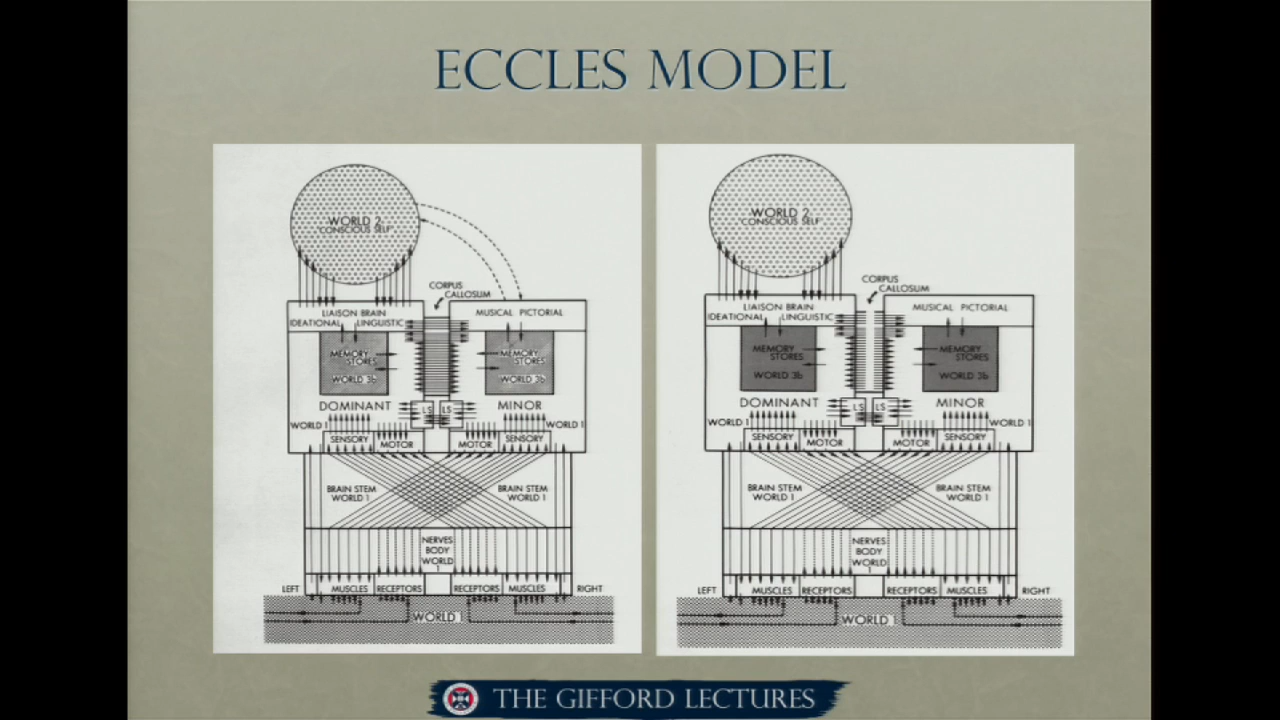 ECCLES MODEL
WORLD 2
"CONSCIOUS SELF"
CORPUS
CALLOSUM
LIAISON BRAIN
IDEATIONAL LINGUISTIC
MUSICAL PICTORIAL
MEMORY
STORES
WORLD 3b
MEMORY
STORES
WORLD 3b
DOMINANT
LS
LS
MINOR
WORLD 1
WORLD 1
SENSORY
MOTOR
MOTOR
SENSORY
BRAIN STEM
WORLD 1
BRAIN STEM
WORLD 1
NERVES
BODY
WORLD
1
LEFT MUSCLES RECEPTORS RECEPTORS MUSCLES RIGHT
WORLD 1
WORLD 2
"CONSCIOUS SELF"
CORPUS
CALLOSUM
LIAISON BRAIN
IDEATIONAL LINGUISTIC
MUSICAL PICTORIAL
MEMORY
STORES
WORLD 3b
MEMORY
STORES
WORLD 3b
DOMINANT
LS
LS
MINOR
WORLD 1
WORLD 1
SENSORY
MOTOR
MOTOR
SENSORY
BRAIN STEM
WORLD 1
BRAIN STEM
WORLD 1
NERVES
BODY
WORLD
1
LEFT MUSCLES RECEPTORS RECEPTORS MUSCLES RIGHT
WORLD 1
THE GIFFORD LECTURES